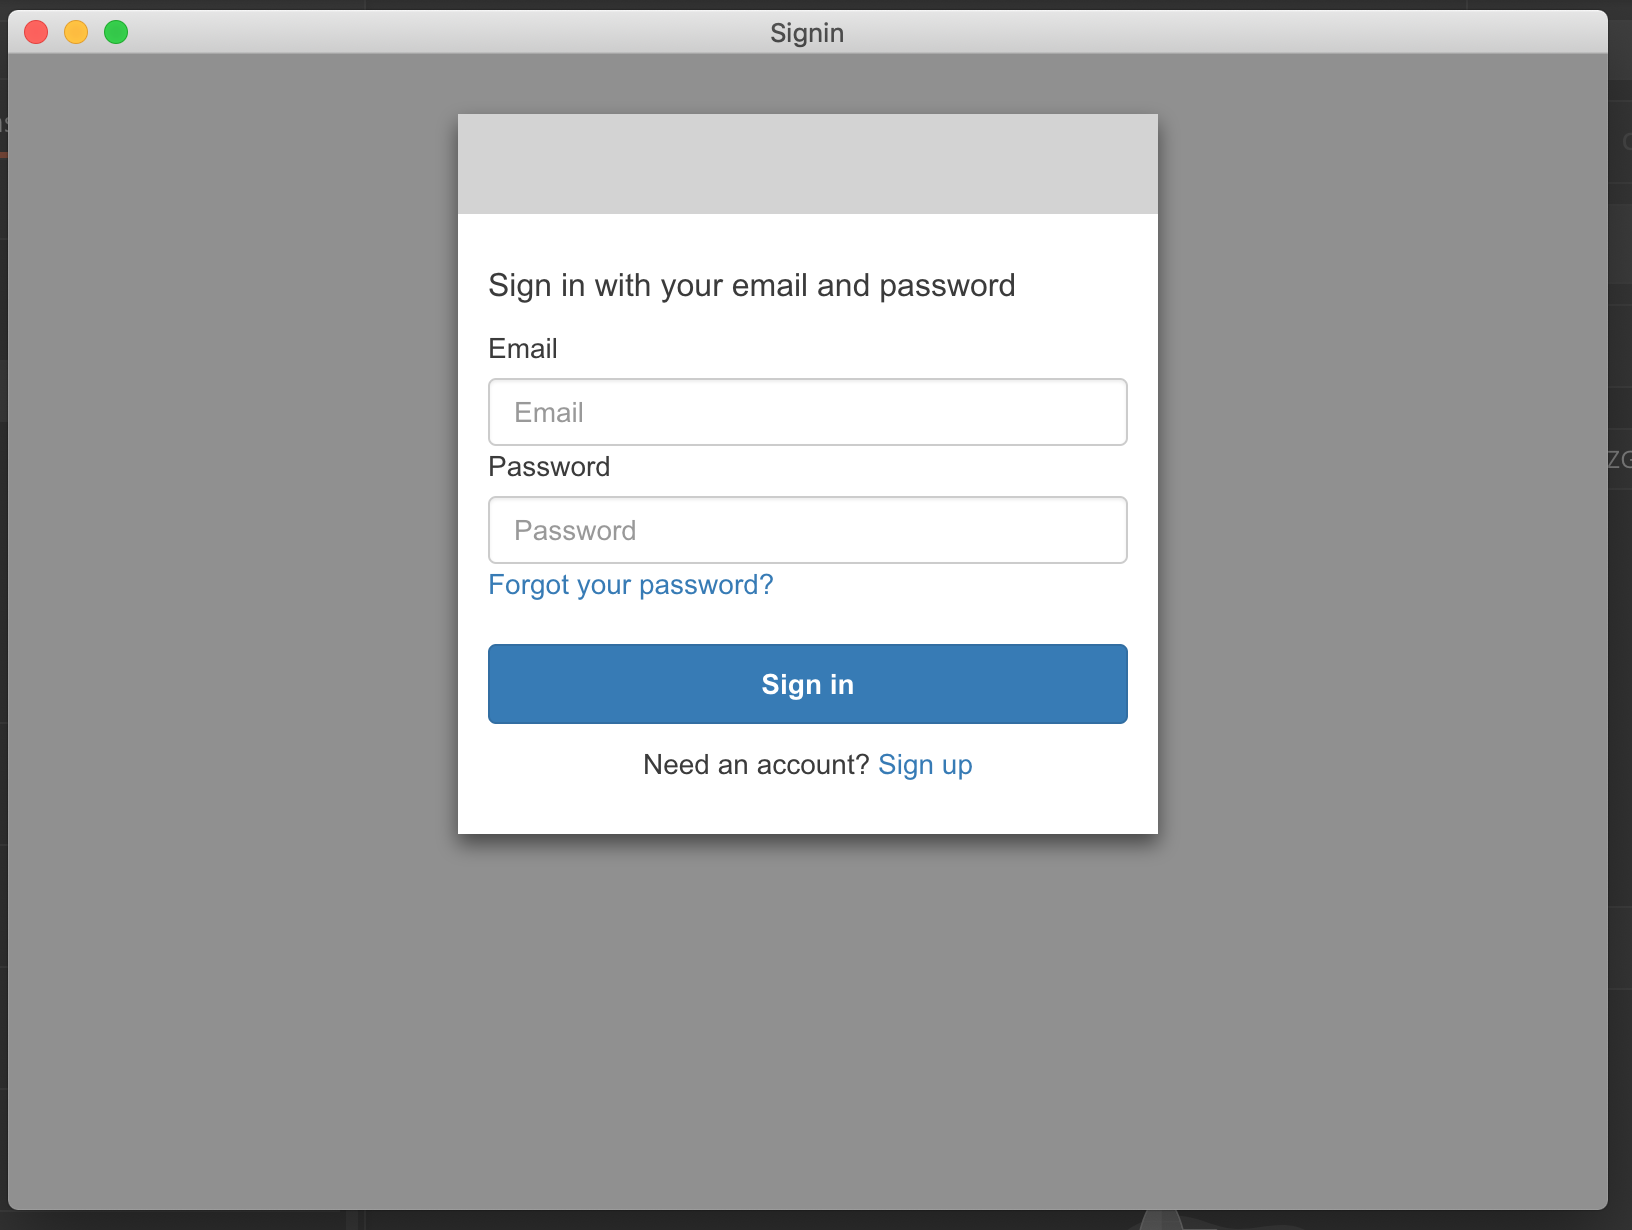 Signin
Sign in with your email and password
Email
Email
Password
Password
Forgot your password?
Sign in
Need an account? Sign up